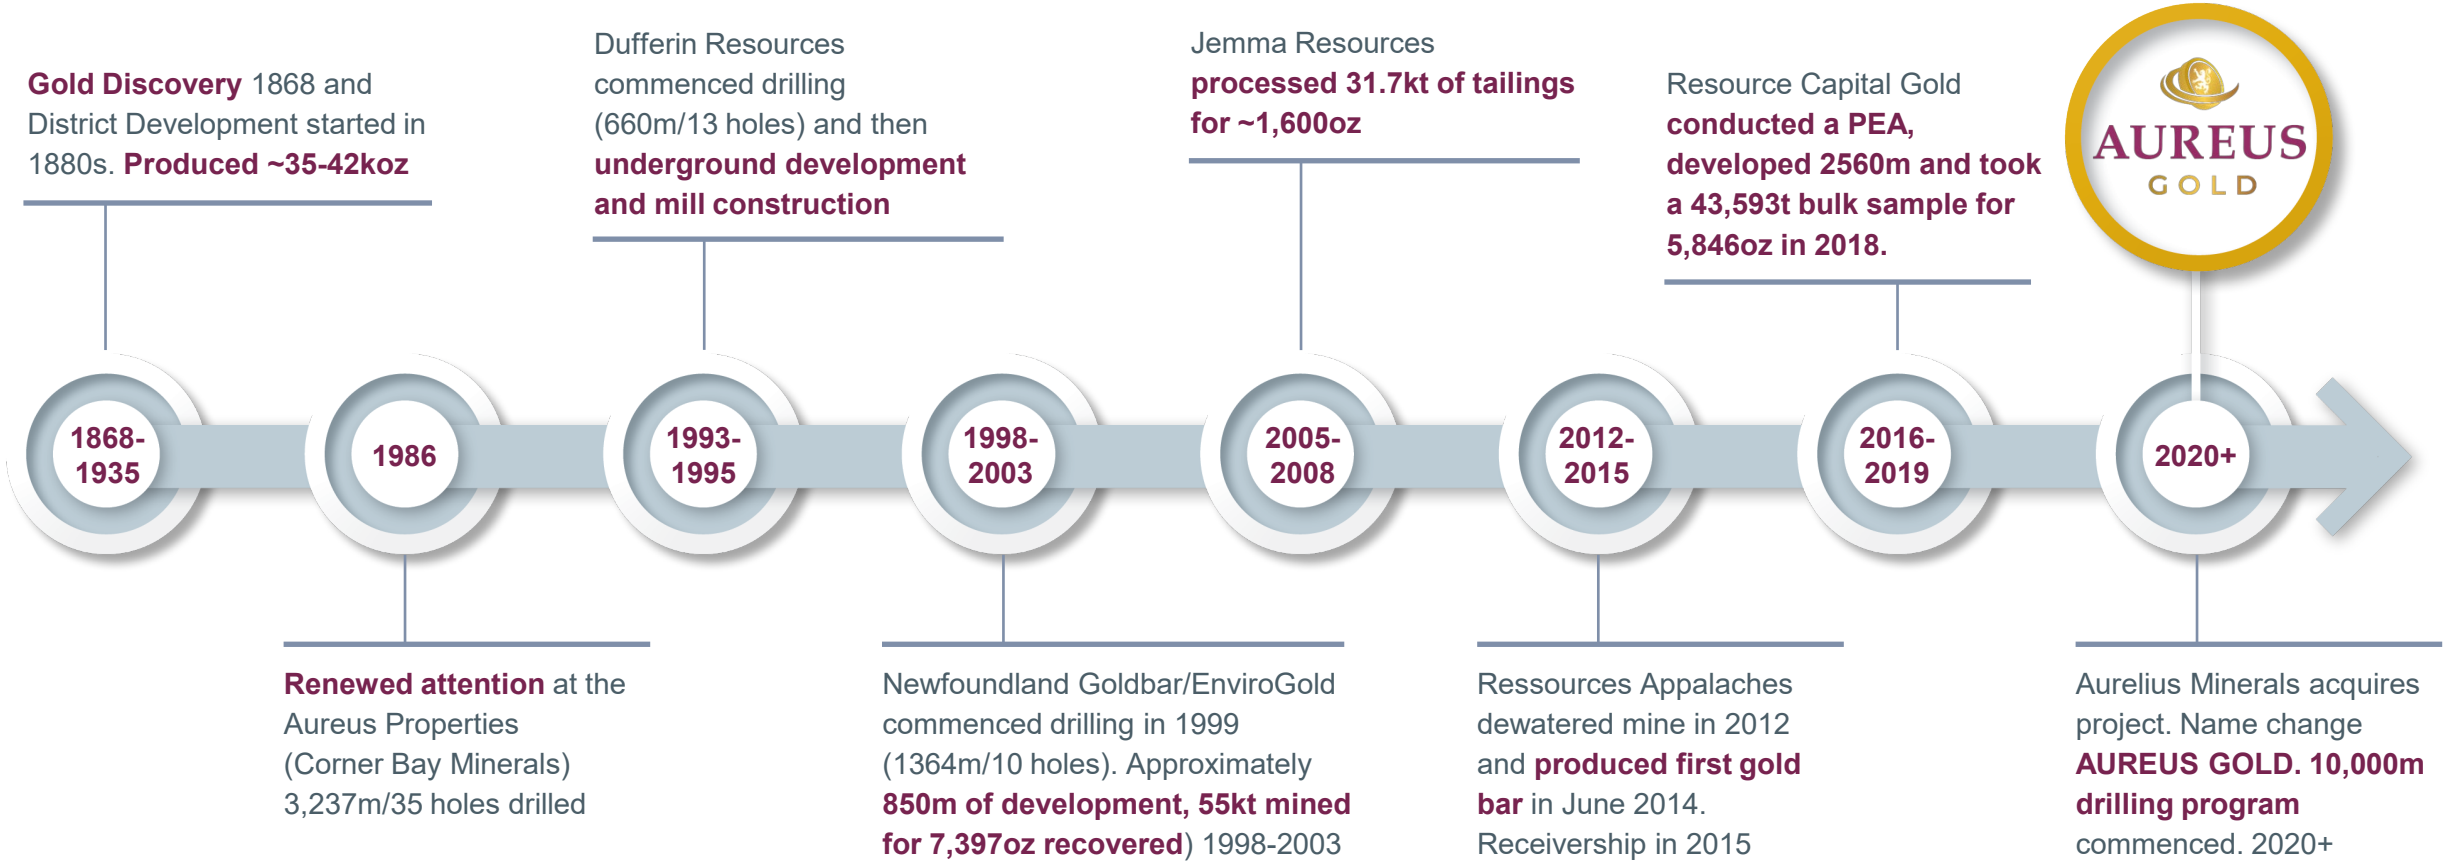 Gold Discovery 1868 and
District Development started in
1880s. Produced ~35-42koz
Dufferin Resources
commenced drilling
(660m/13 holes) and then
underground development
and mill construction
Jemma Resources
processed 31.7kt of tailings
for ~1,600oz
Resource Capital Gold
conducted a PEA,
developed 2560m and took
a 43,593t bulk sample for
5,846oz in 2018.
AUREUS
GOLD
1868-
1935
1986
1993-
1995
1998-
2003
2005-
2008
2012-
2015
2016-
2019
2020+
Renewed attention at the
Aureus Properties
(Corner Bay Minerals)
3,237m/35 holes drilled
Newfoundland Goldbar/EnviroGold
commenced drilling in 1999
(1364m/10 holes). Approximately
850m of development, 55kt mined
for 7,397oz recovered) 1998-2003
Ressources Appalaches
dewatered mine in 2012
and produced first gold
bar in June 2014.
Receivership in 2015
Aurelius Minerals acquires
project. Name change
AUREUS GOLD. 10,000m
drilling program
commenced. 2020+